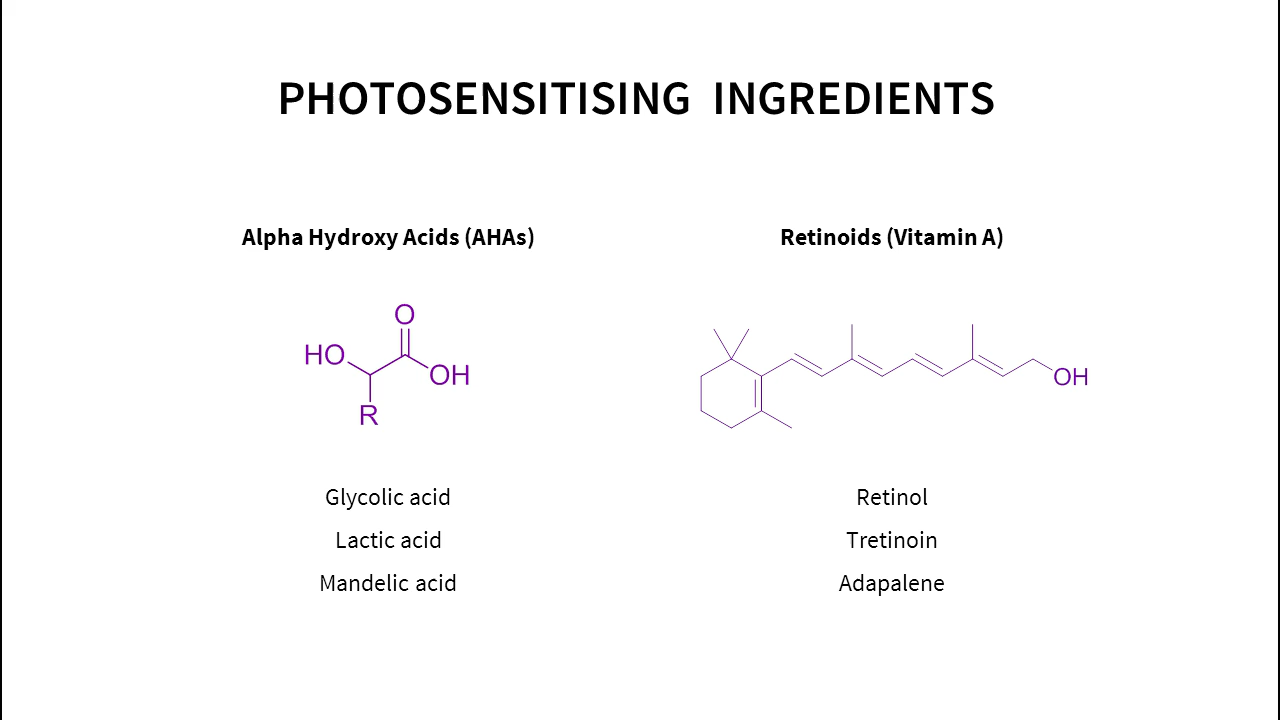 PHOTOSENSITISING INGREDIENTS
Alpha Hydroxy Acids (AHAs)
O
HO
OH
R
Glycolic acid
Lactic acid
Mandelic acid
Retinoids (Vitamin A)
OH
Retinol
Tretinoin
Adapalene